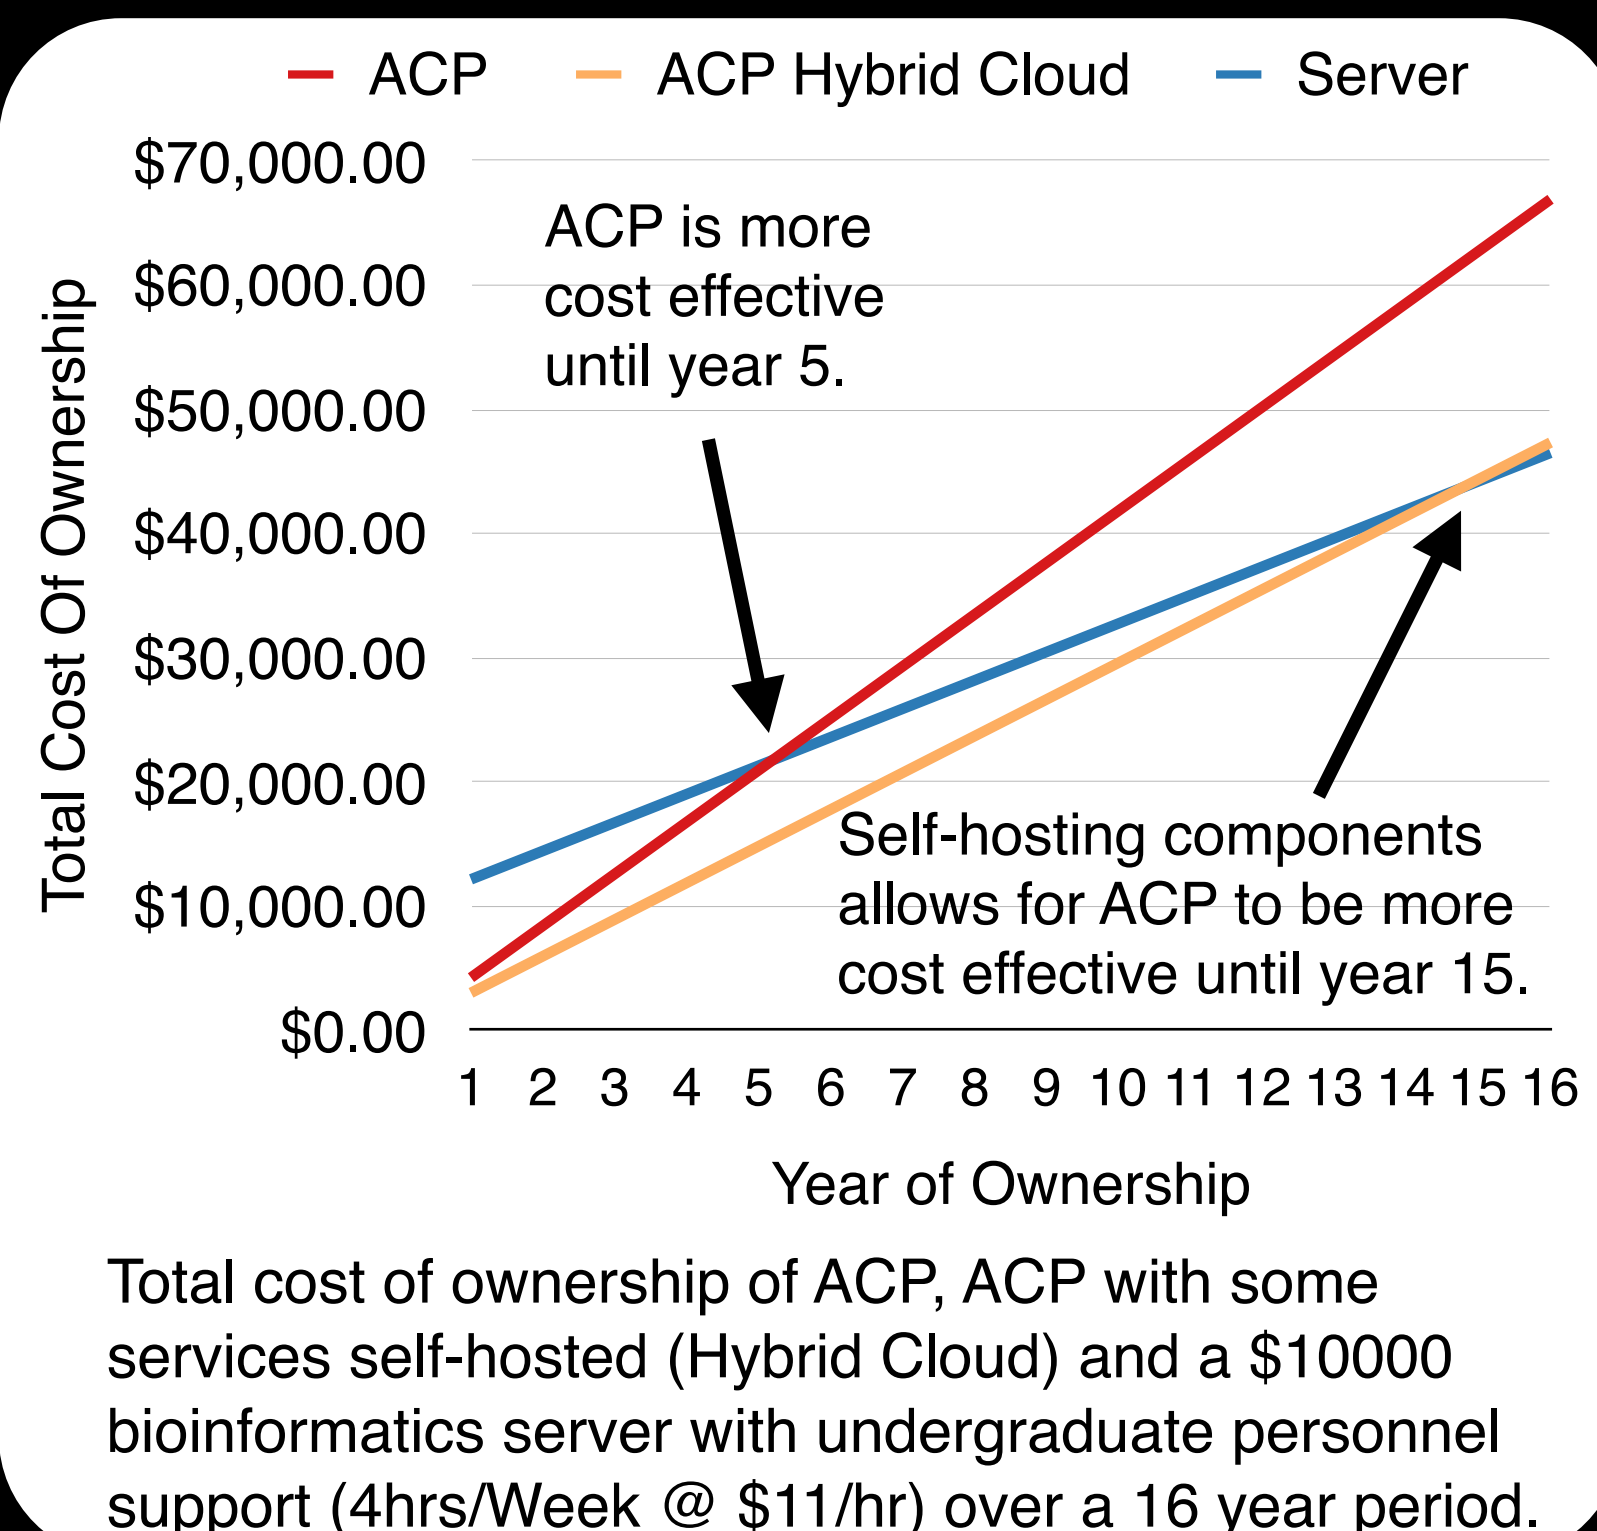 ACP ACP Hybrid Cloud Server
$70,000.00
$60,000.00
$50,000.00
$40,000.00
$30,000.00
$20,000.00
$10,000.00
$0.00
Total Cost Of Ownership
ACP is more
cost effective
until year 5.
Self-hosting components
allows for ACP to be more
cost effective until year 15.
1 2 3 4 5 6 7 8 9 10 11 12 13 14 15 16
Year of Ownership
Total cost of ownership of ACP, ACP with some
services self-hosted (Hybrid Cloud) and a $10000
bioinformatics server with undergraduate personnel
support (4hrs/Week @ $11/hr) over a 16 year period.